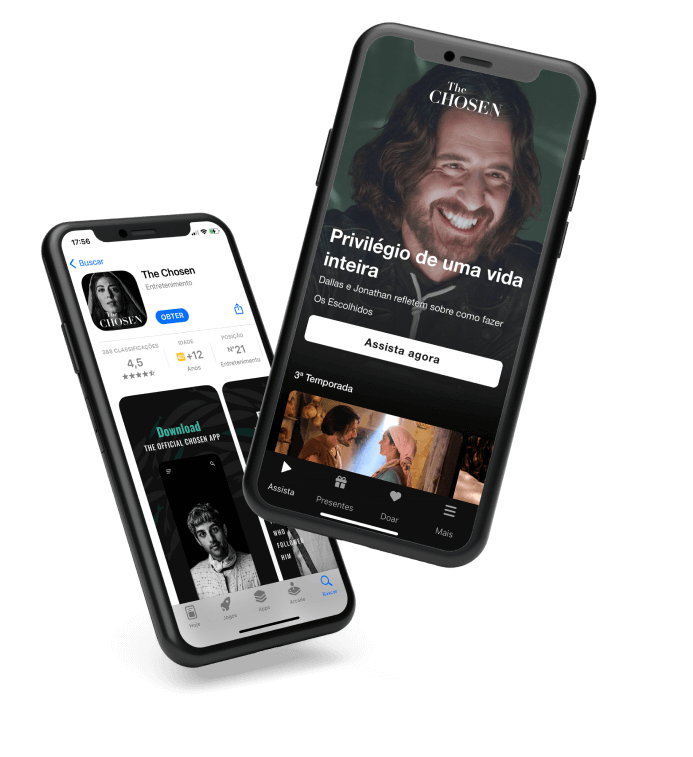 17:56
Buscar
The Chosen
Entretenimento
OBTER
The
CHOSEN
388 CLASSIFICAÇÕES
4,5
IDADE
+12
Anos
POSIÇÃO
Nº21
Entretenimento
Download
THE OFFICIAL CHOSEN APP
WHO
FOLLOWED
HIM
Hoje
Jogos
Apps
Arcade
Buscar
The
CHOSEN
Privilégio de uma vida
inteira
Dallas e Jonathan refletem sobre como fazer
Os Escolhidos
Assista agora
3ª Temporada
Assista
Presentes
Doar
Mais